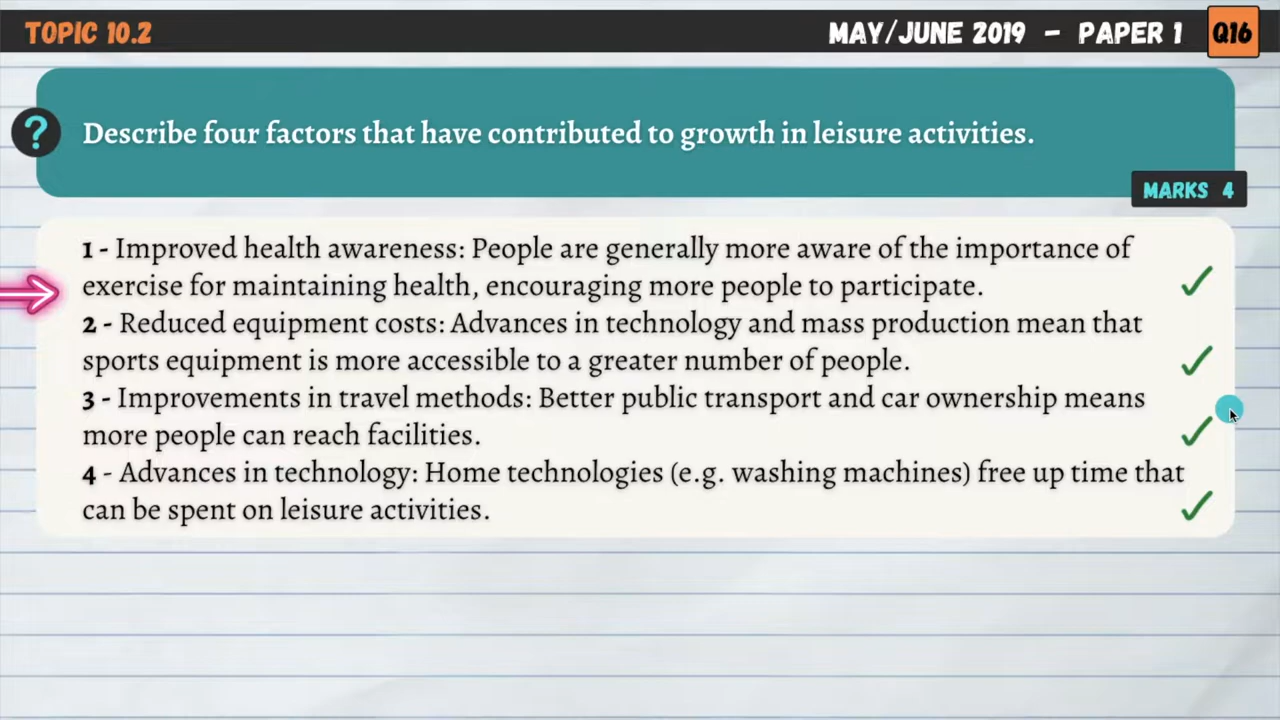 TOPIC 10.2
MAY/JUNE 2019 - PAPER 1 Q16
? Describe four factors that have contributed to growth in leisure activities.
MARKS 4
1 - Improved health awareness: People are generally more aware of the importance of
exercise for maintaining health, encouraging more people to participate.
2 - Reduced equipment costs: Advances in technology and mass production mean that
sports equipment is more accessible to a greater number of people.
3 - Improvements in travel methods: Better public transport and car ownership means
more people can reach facilities.
4 - Advances in technology: Home technologies (e.g. washing machines) free up time that
can be spent on leisure activities.